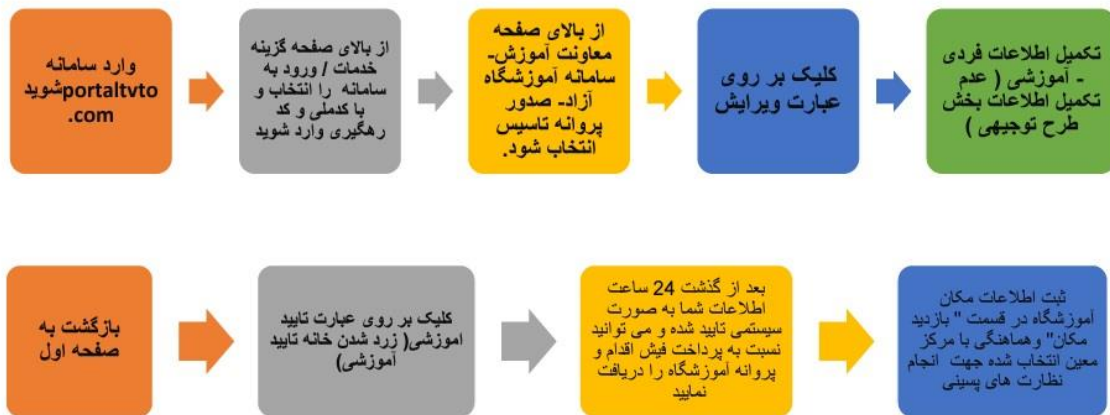 وارد سامانه
portaltvtoشوید
.com
از بالای صفحه گزینه
خدمات / ورود به
سامانه را انتخاب و
با کدملی و کد
رهگیری وارد شوید
از بالای صفحه
معاونت آموزش-
سامانه آموزشگاه
آزاد- صدور
پروانه تاسیس
انتخاب شود.
کلیک بر روی
عبارت ویرایش
تکمیل اطلاعات فردی
- آموزشی ( عدم
تکمیل اطلاعات بخش
طرح توجیهی )
بازگشت به
صفحه اول
کلیک بر روی عبارت تایید
اموزشی( زرد شدن خانه تایید
آموزشی)
بعد از گذشت 24 ساعت
اطلاعات شما به صورت
سیستمی تایید شده و می توانید
نسبت به پرداخت فیش اقدام و
پروانه آموزشگاه را دریافت
نمایید
ثبت اطلاعات مکان
آموزشگاه در قسمت " بازدید
مکان" وهماهنگی با مرکز
معین انتخاب شده جهت انجام
نظارت های پسینی